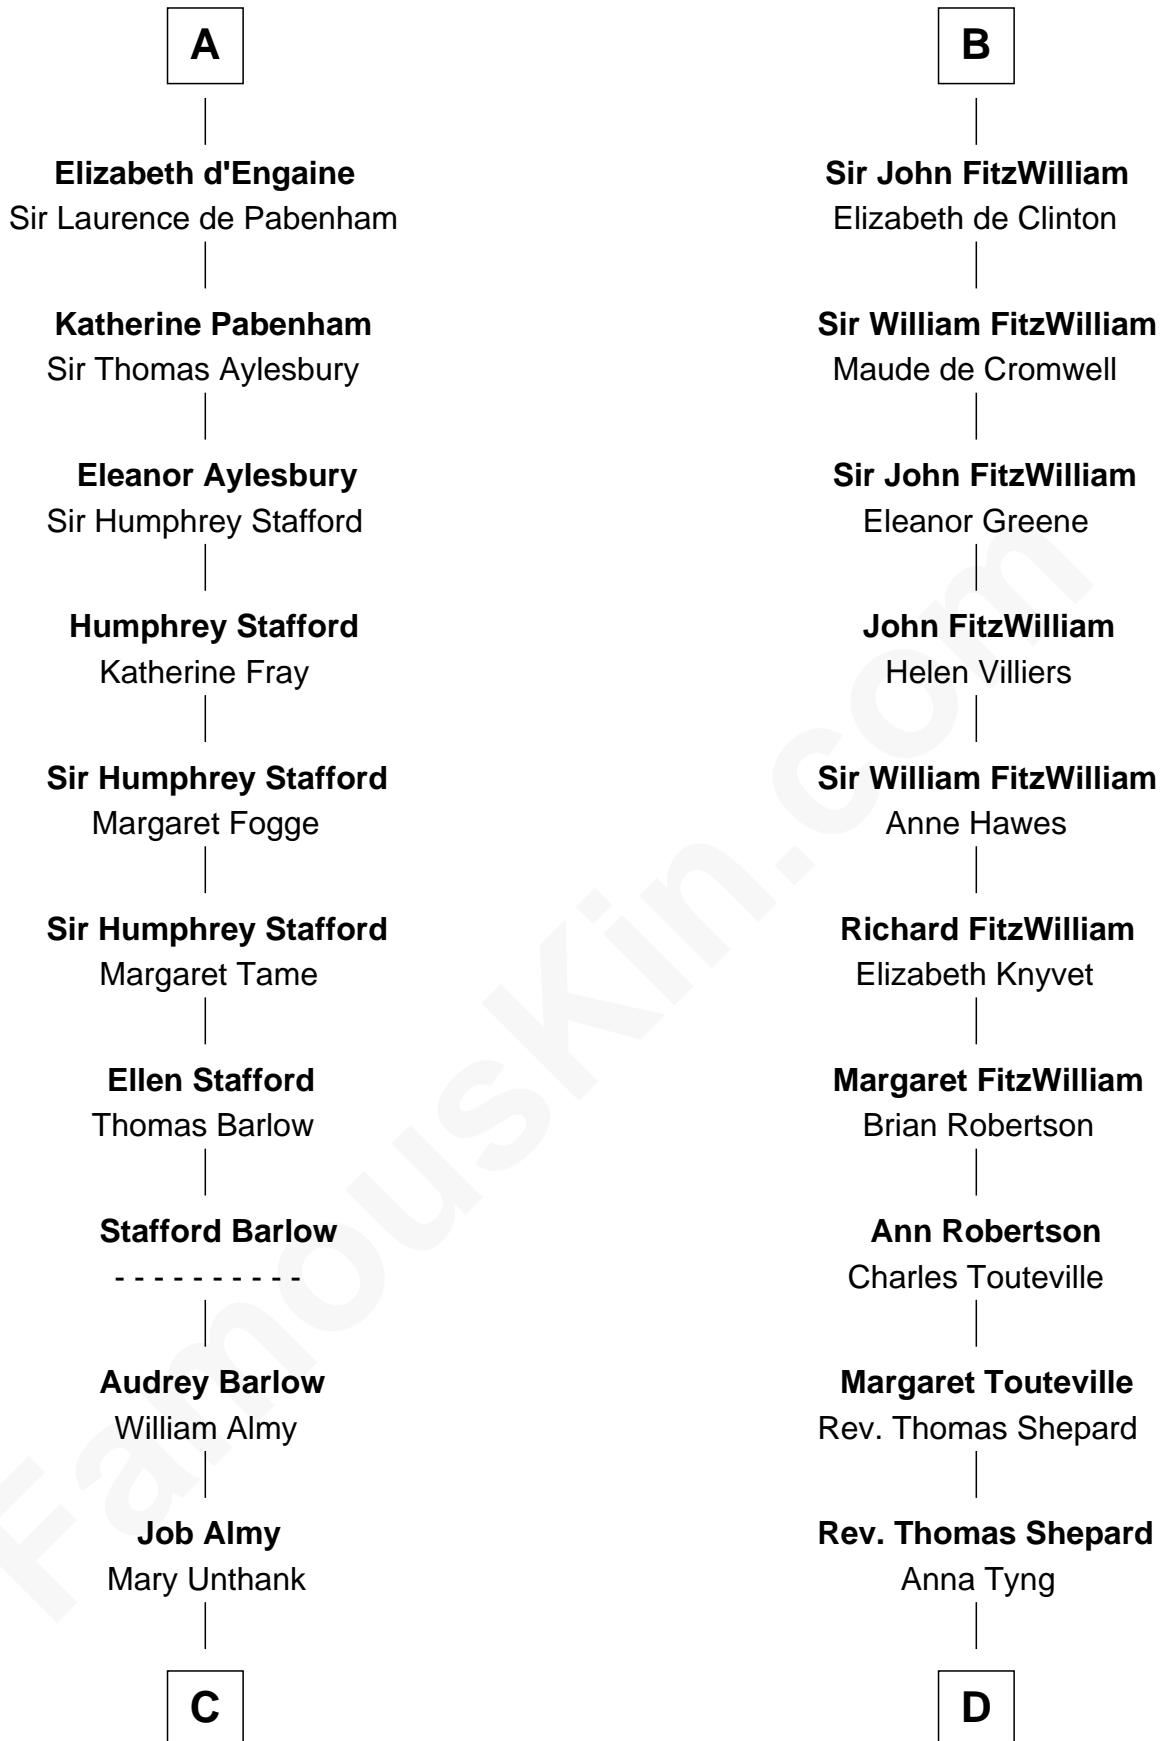 A
Elizabeth d'Engaine
Sir Laurence de Pabenham
Katherine Pabenham
Sir Thomas Aylesbury
Eleanor Aylesbury
Sir Humphrey Stafford
Humphrey Stafford
Katherine Fray
Sir Humphrey Stafford
Margaret Fogge
Sir Humphrey Stafford
Margaret Tame
Ellen Stafford
Thomas Barlow
Stafford Barlow
- - - - - - - - - -
Audrey Barlow
William Almy
Job Almy
Mary Unthank
C
B
Sir John FitzWilliam
Elizabeth de Clinton
Sir William FitzWilliam
Maude de Cromwell
Sir John FitzWilliam
Eleanor Greene
John FitzWilliam
Helen Villiers
Sir William FitzWilliam
Anne Hawes
Richard FitzWilliam
Elizabeth Knyvet
Margaret FitzWilliam
Brian Robertson
Ann Robertson
Charles Touteville
Margaret Touteville
Rev. Thomas Shepard
Rev. Thomas Shepard
Anna Tyng
D
FamousKin.com